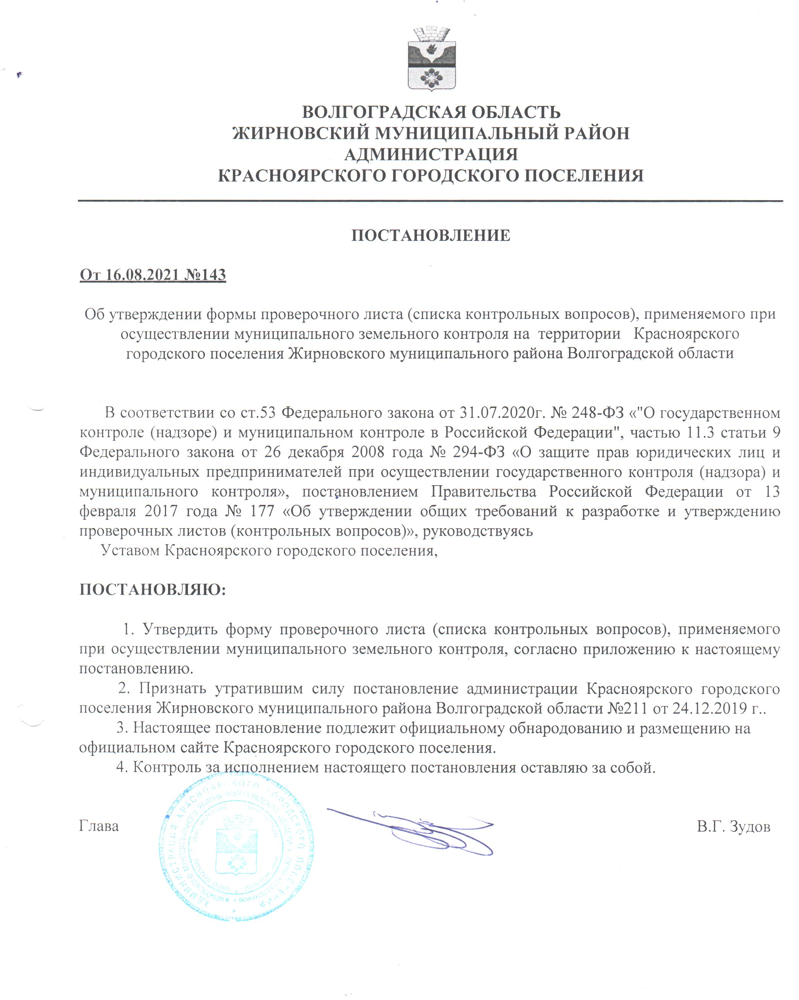 ВОЛГОГРАДСКАЯ ОБЛАСТЬ
ЖИРНОВСКИЙ МУНИЦИПАЛЬНЫЙ РАЙОН
АДМИНИСТРАЦИЯ
КРАСНОЯРСКОГО ГОРОДСКОГО ПОСЕЛЕНИЯ
ПОСТАНОВЛЕНИЕ
От 16.08.2021 №143
Об утверждении формы проверочного листа (списка контрольных вопросов), применяемого при
осуществлении муниципального земельного контроля на территории Красноярского
городского поселения Жирновского муниципального района Волгоградской области
В соответствии со ст.53 Федерального закона от 31.07.2020г. № 248-ФЗ «"О государственном
контроле (надзоре) и муниципальном контроле в Российской Федерации", частью 11.3 статьи 9
Федерального закона от 26 декабря 2008 года № 294-ФЗ «О защите прав юридических лиц и
индивидуальных предпринимателей при осуществлении государственного контроля (надзора) и
муниципального контроля», постановлением Правительства Российской Федерации от 13
февраля 2017 года № 177 «Об утверждении общих требований к разработке и утверждению
проверочных листов (контрольных вопросов)», руководствуясь
Уставом Красноярского городского поселения,
ПОСТАНОВЛЯЮ:
1. Утвердить форму проверочного листа (списка контрольных вопросов), применяемого
при осуществлении муниципального земельного контроля, согласно приложению к настоящему
постановлению.
2. Признать утратившим силу постановление администрации Красноярского городского
поселения Жирновского муниципального района Волгоградской области №211 от 24.12.2019 г..
3. Настоящее постановление подлежит официальному обнародованию и размещению на
официальном сайте Красноярского городского поселения.
4. Контроль за исполнением настоящего постановления оставляю за собой.
Глава В.Г. Зудов
АДМИНИСТРАЦИЯ КРАСНОЯРСКОГО ГОРОДСКОГО ПОСЕЛЕНИЯ
ЖИРНОВСКОГО МУНИЦИПАЛЬНОГО РАЙОНА ВОЛГОГРАДСКОЙ ОБЛАСТИ